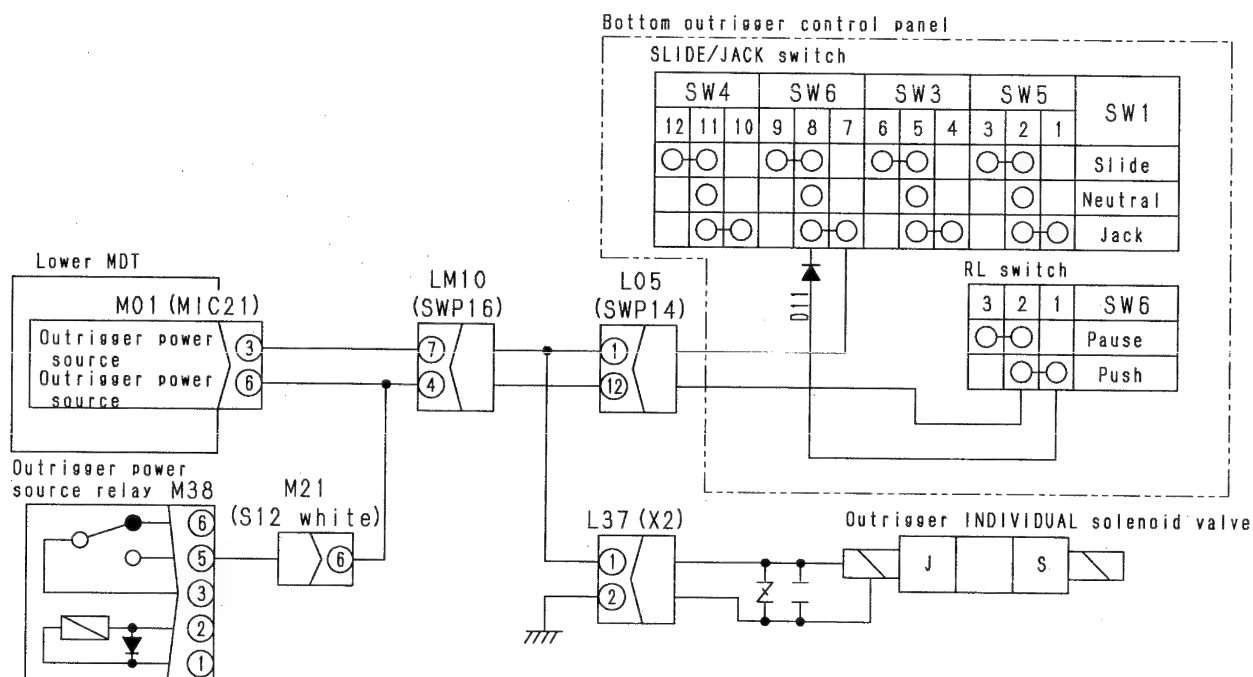 Bottom outrigger control panel
SLIDE/JACK switch
SW4 SW6 SW3 SW5 SW1
12 11 10 9 8 7 6 5 4 3 2 1
Slide
Neutral
Jack
Lower MDT
M01 (MIC21)
Outrigger power source
3
Outrigger power source
6
LM10
(SWP16)
7
4
L05
(SWP14)
1
12
D11
RL switch
3 2 1 SW6
Pause
Push
Outrigger power
source relay M38
6
5
3
2
1
M21
(S12 white)
6
L37 (X2)
1
2
Outrigger INDIVIDUAL solenoid valve
J S